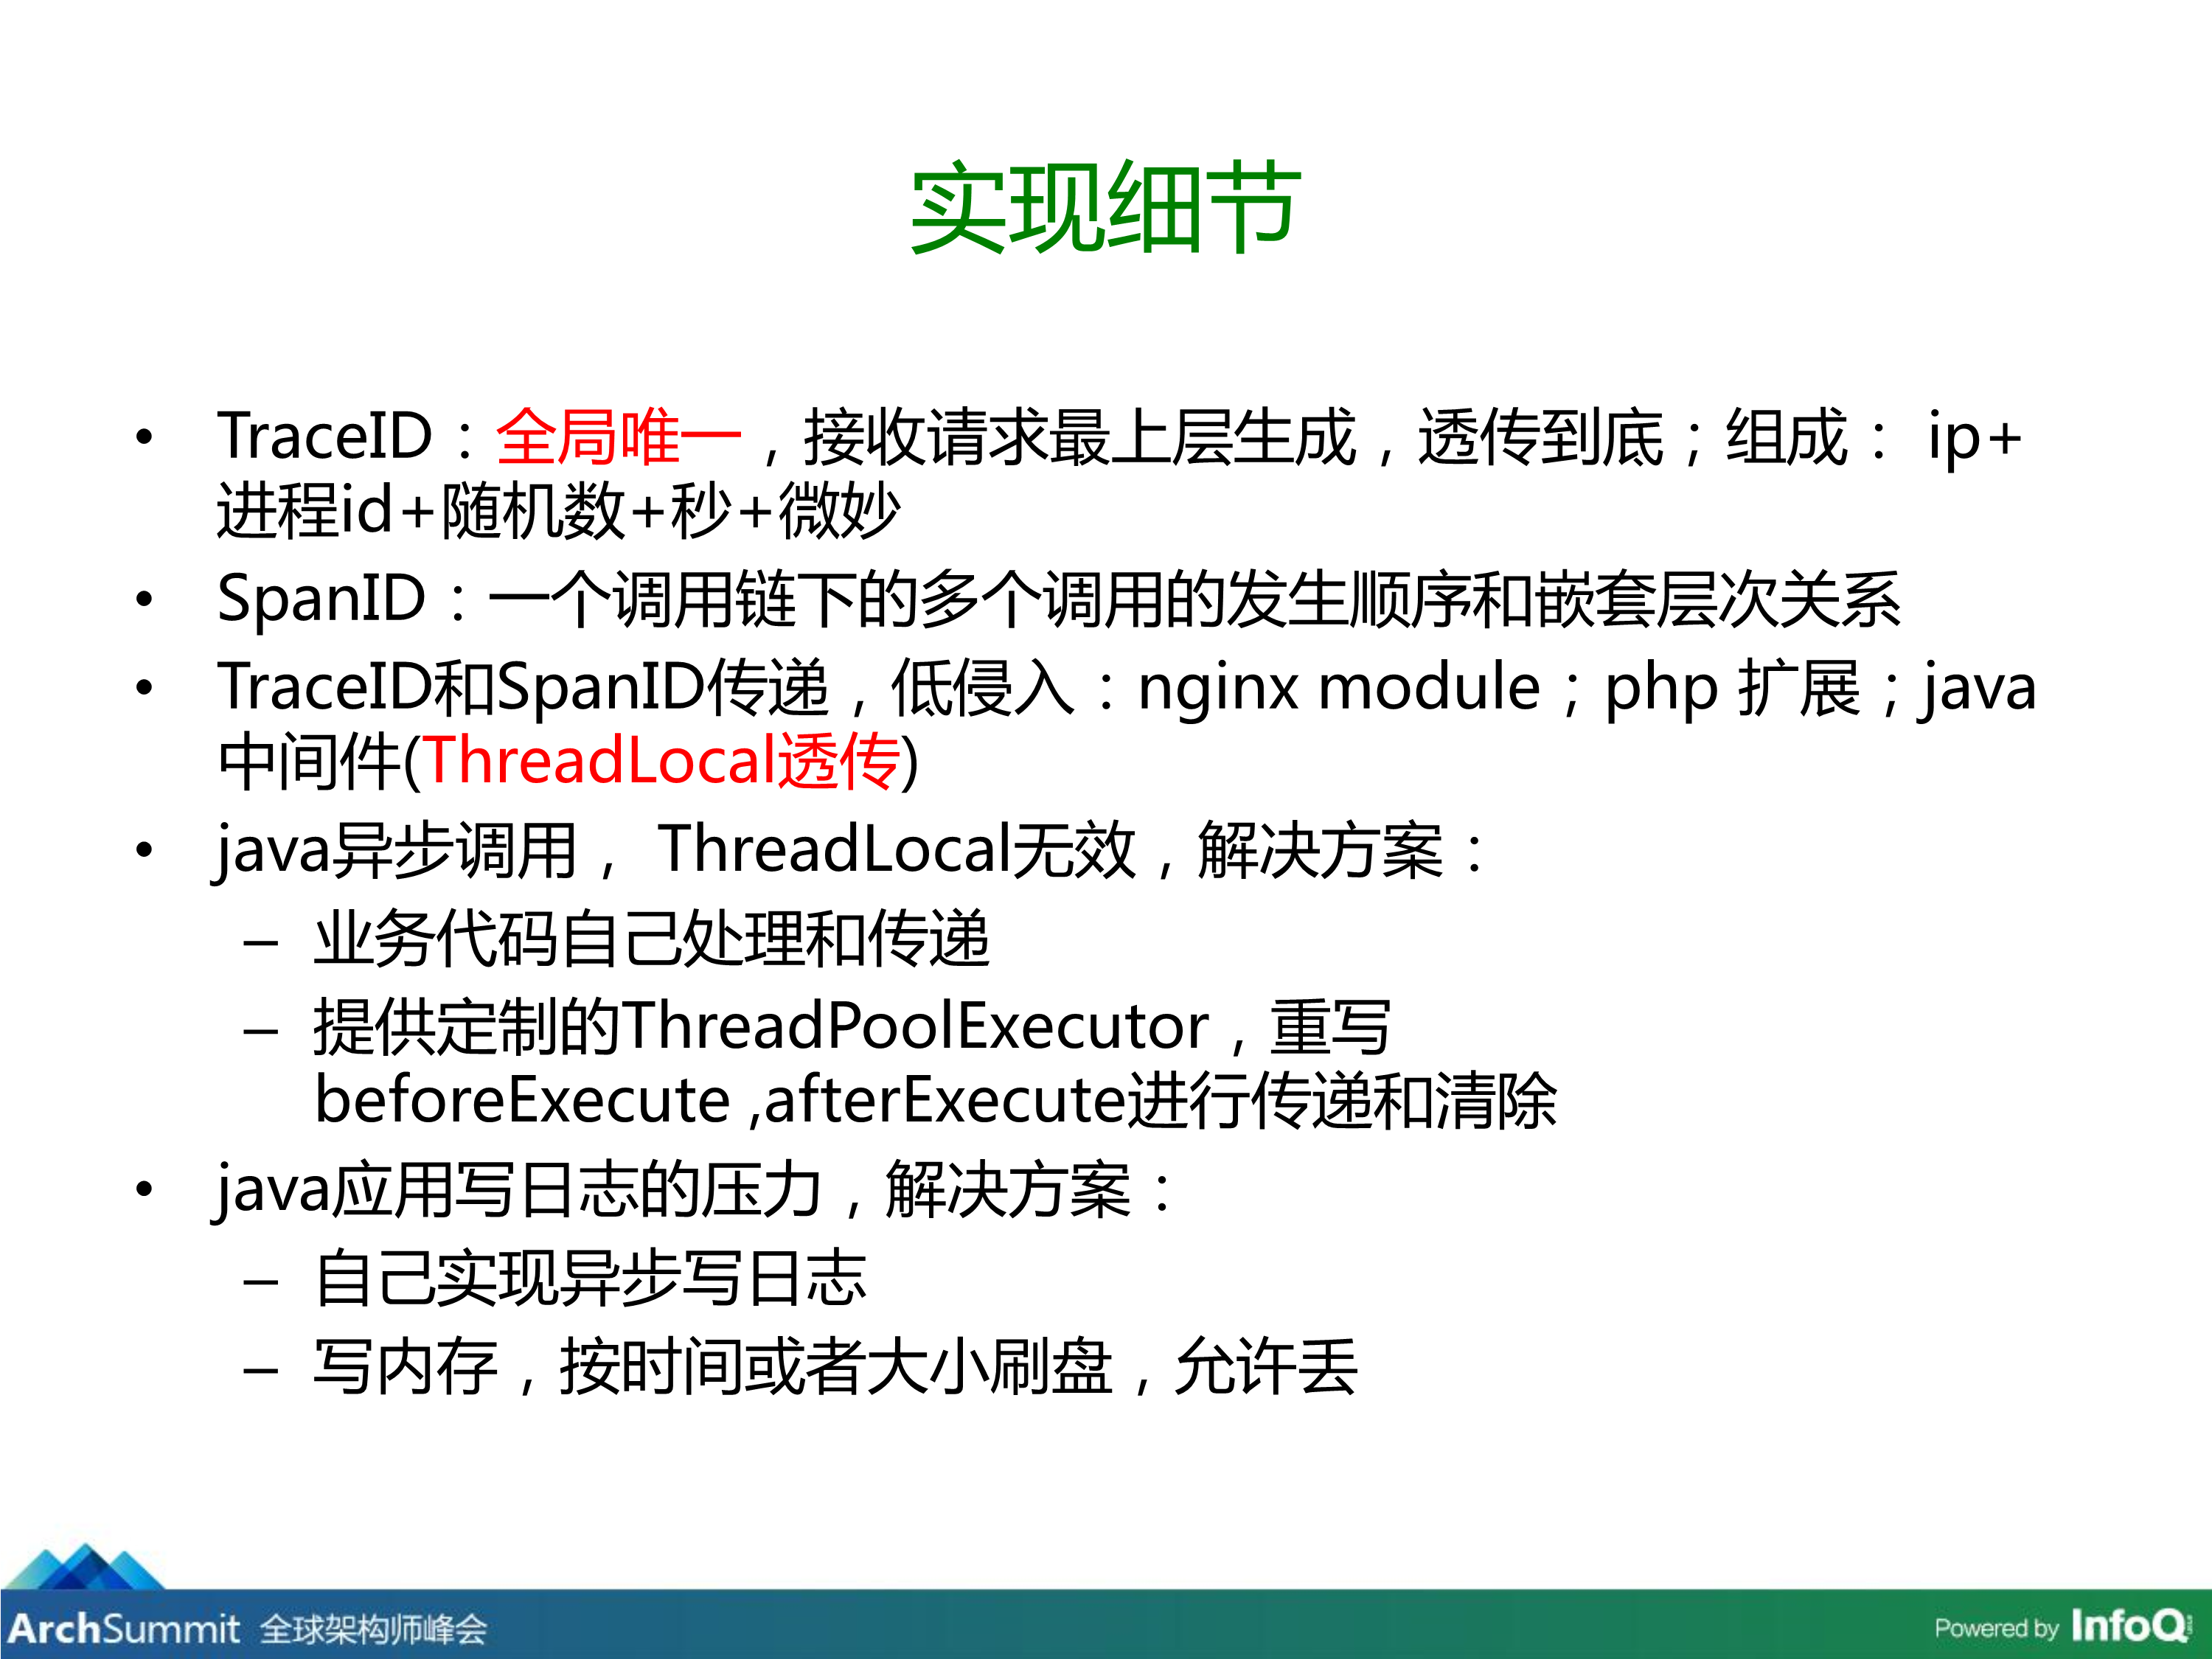 实现细节
• TraceID：全局唯一，接收请求最上层生成，透传到底；组成： ip+
进程id+随机数+秒+微妙
• SpanID：一个调用链下的多个调用的发生顺序和嵌套层次关系
• TraceID和SpanID传递，低侵入：nginx module；php 扩展；java
中间件(ThreadLocal透传)
• java异步调用， ThreadLocal无效，解决方案：
– 业务代码自己处理和传递
– 提供定制的ThreadPoolExecutor，重写
beforeExecute ,afterExecute进行传递和清除
• java应用写日志的压力，解决方案：
– 自己实现异步写日志
– 写内存，按时间或者大小刷盘，允许丢
ArchSummit 全球架构师峰会
Powered by InfoQ